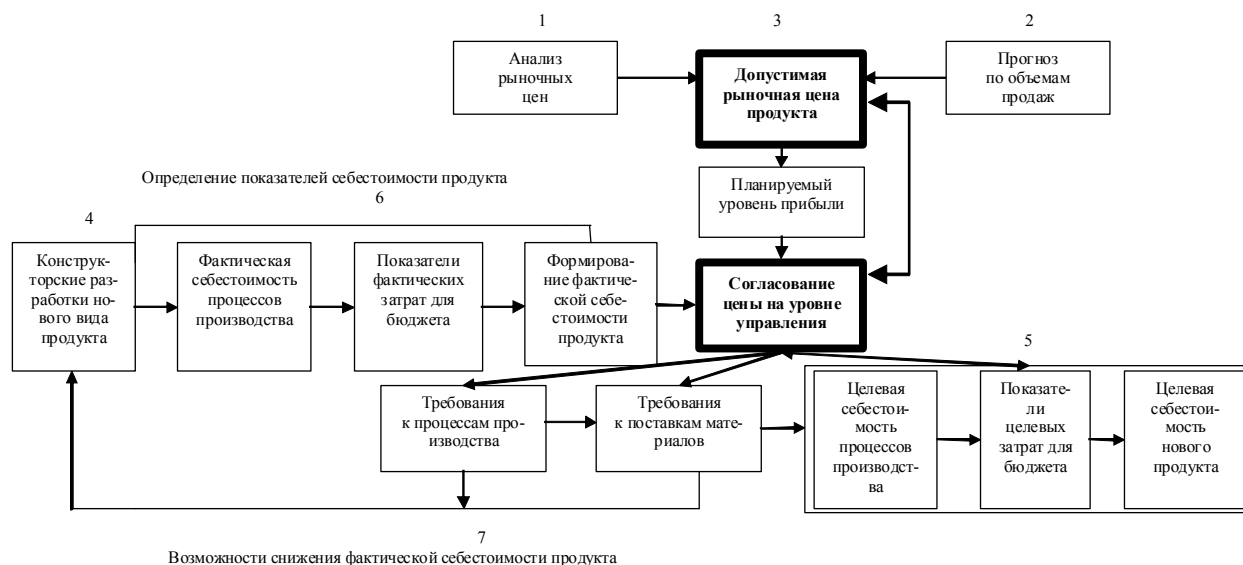 1
3
2
Анализ
рыночных
цен
Допустимая
рыночная цена
продукта
Прогноз
по объемам
продаж
Определение показателей себестоимости продукта
6
Планируемый
уровень прибыли
4
Конструк-
торские раз-
работки но-
вого вида
продукта
Фактическая
себестоимость
процессов
производства
Показатели
фактических
затрат для
бюджета
Формирова-
ние фактиче-
ской себе-
стоимости
продукта
Согласование
цены на уровне
управления
5
Требования
к процессам про-
изводства
Требования
к поставкам мате-
риалов
Целевая
себестои-
мость
процессов
производст-
ва
Показате-
ли
целевых
затрат для
бюджета
Целевая
себестои-
мость
нового
продукта
7
Возможности снижения фактической себестоимости продукта